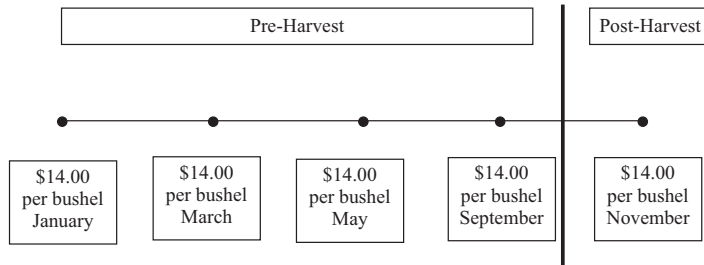 Pre-Harvest
Post-Harvest
$14.00
per bushel
January
$14.00
per bushel
March
$14.00
per bushel
May
$14.00
per bushel
September
$14.00
per bushel
November